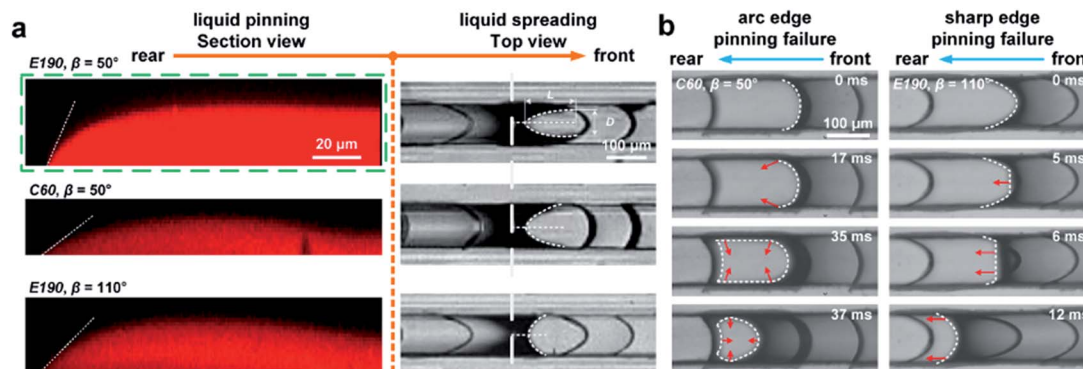 a
liquid pinning
Section view
liquid spreading
Top view
rear
front
E190, β = 50°
20 μm
L
D
100 μm
C60, β = 50°
E190, β = 110°
b
arc edge
pinning failure
rear
front
C60, β = 50°
0 ms
100 μm
17 ms
35 ms
37 ms
sharp edge
pinning failure
rear
front
E190, β = 110°
0 ms
5 ms
6 ms
12 ms